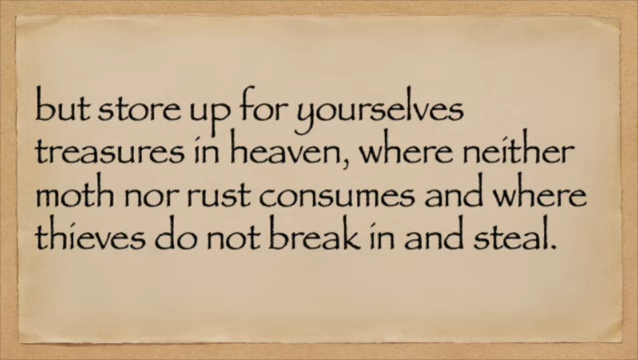 but store up for yourselves
treasures in heaven, where neither
moth nor rust consumes and where
thieves do not break in and steal.